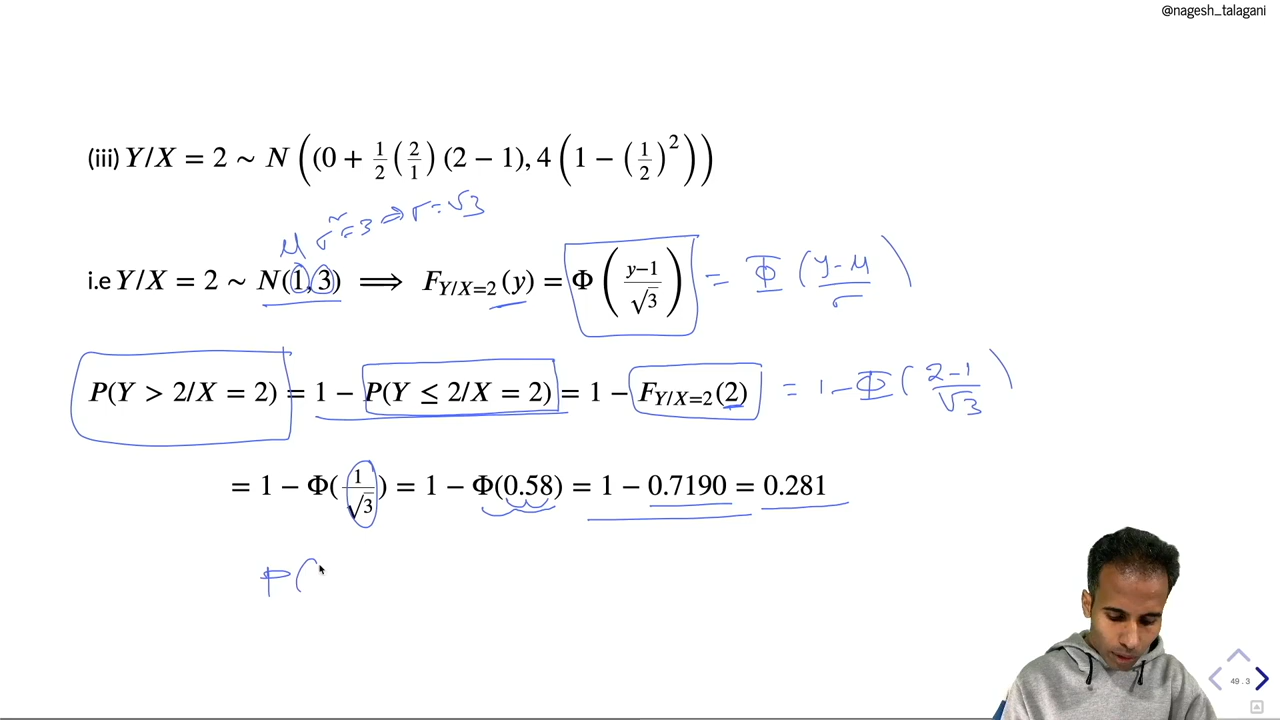 @nagesh_talagani
(iii) Y/X = 2 ∼ N((0 + 1/2 (2/1) (2 − 1), 4 (1 − (1/2)^2))
μ σ^2 = 3 ⇒ σ = √3
i.e Y/X = 2 ∼ N(1, 3) ⟹ F_{Y/X=2}(y) = Φ((y−1)/√3) = Φ((y−μ)/σ)
P(Y > 2/X = 2) = 1 − P(Y ≤ 2/X = 2) = 1 − F_{Y/X=2}(2) = 1 − Φ((2−1)/√3)
= 1 − Φ(1/√3) = 1 − Φ(0.58) = 1 − 0.7190 = 0.281
P(
49.3